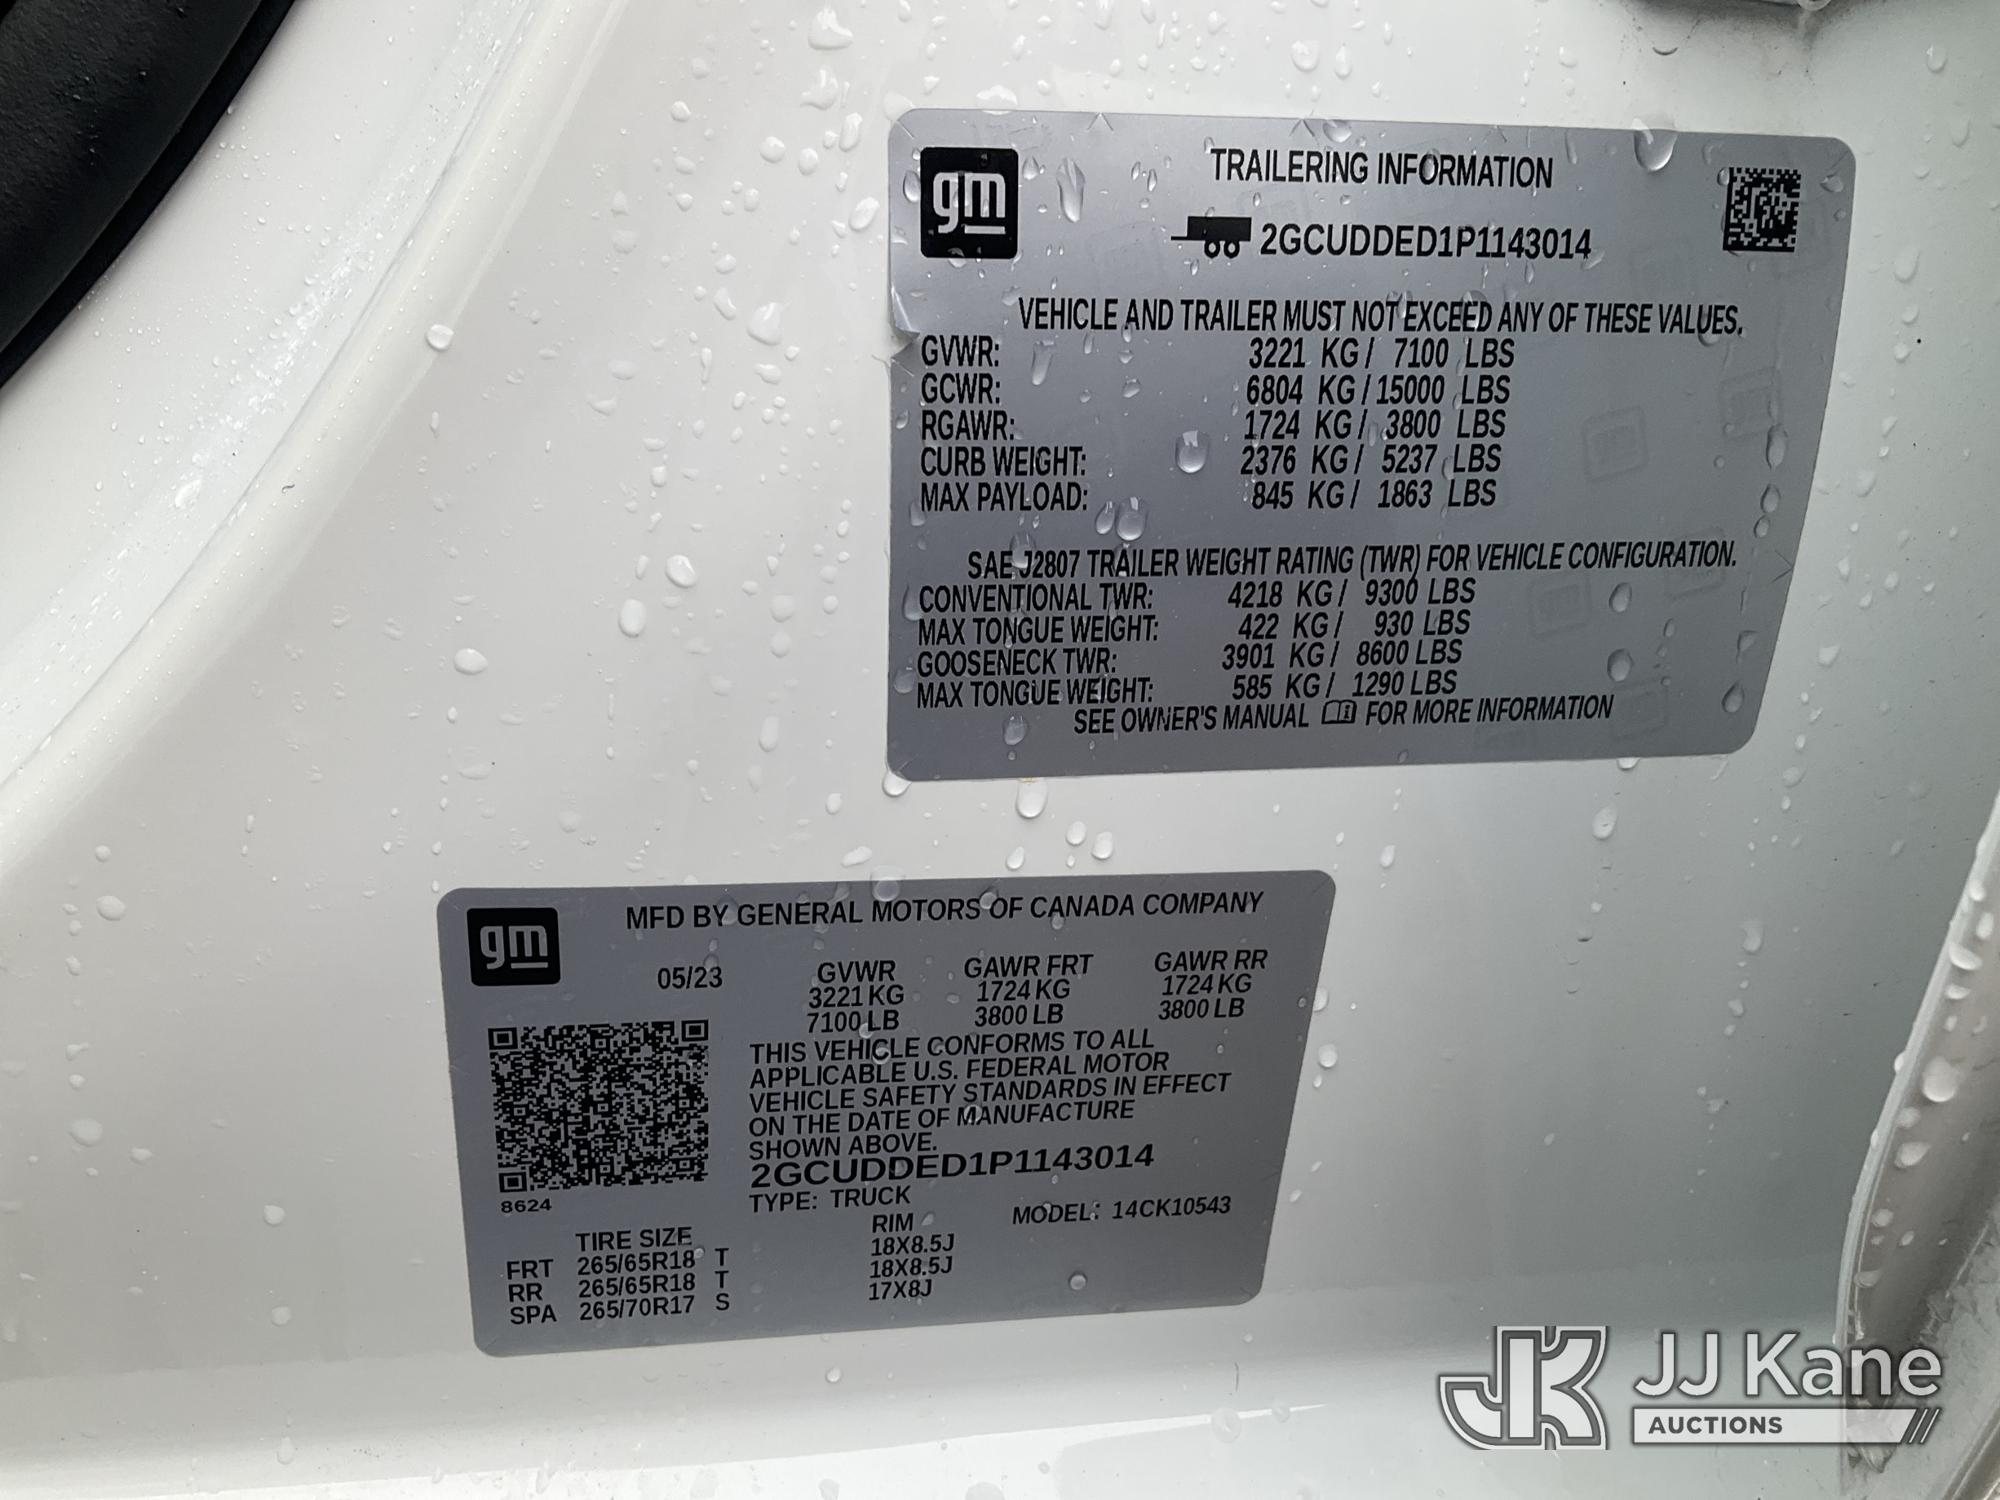 gm
TRAILERING INFORMATION
2GCUDDED1P1143014
VEHICLE AND TRAILER MUST NOT EXCEED ANY OF THESE VALUES.
GVWR: 3221 KG / 7100 LBS
GCWR: 6804 KG / 15000 LBS
RGAWR: 1724 KG / 3800 LBS
CURB WEIGHT: 2376 KG / 5237 LBS
MAX PAYLOAD: 845 KG / 1863 LBS
SAE J2807 TRAILER WEIGHT RATING (TWR) FOR VEHICLE CONFIGURATION.
CONVENTIONAL TWR: 4218 KG / 9300 LBS
MAX TONGUE WEIGHT: 422 KG / 930 LBS
GOOSENECK TWR: 3901 KG / 8600 LBS
MAX TONGUE WEIGHT: 585 KG / 1290 LBS
SEE OWNER'S MANUAL FOR MORE INFORMATION
gm
MFD BY GENERAL MOTORS OF CANADA COMPANY
05/23 GVWR GAWR FRT GAWR RR
3221 KG 1724 KG 1724 KG
7100 LB 3800 LB 3800 LB
THIS VEHICLE CONFORMS TO ALL
APPLICABLE U.S. FEDERAL MOTOR
VEHICLE SAFETY STANDARDS IN EFFECT
ON THE DATE OF MANUFACTURE
SHOWN ABOVE.
2GCUDDED1P1143014
8624
TYPE: TRUCK MODEL: 14CK10543
TIRE SIZE RIM
FRT 265/65R18 T 18X8.5J
RR 265/65R18 T 18X8.5J
SPA 265/70R17 S 17X8J
JK JJ Kane
AUCTIONS